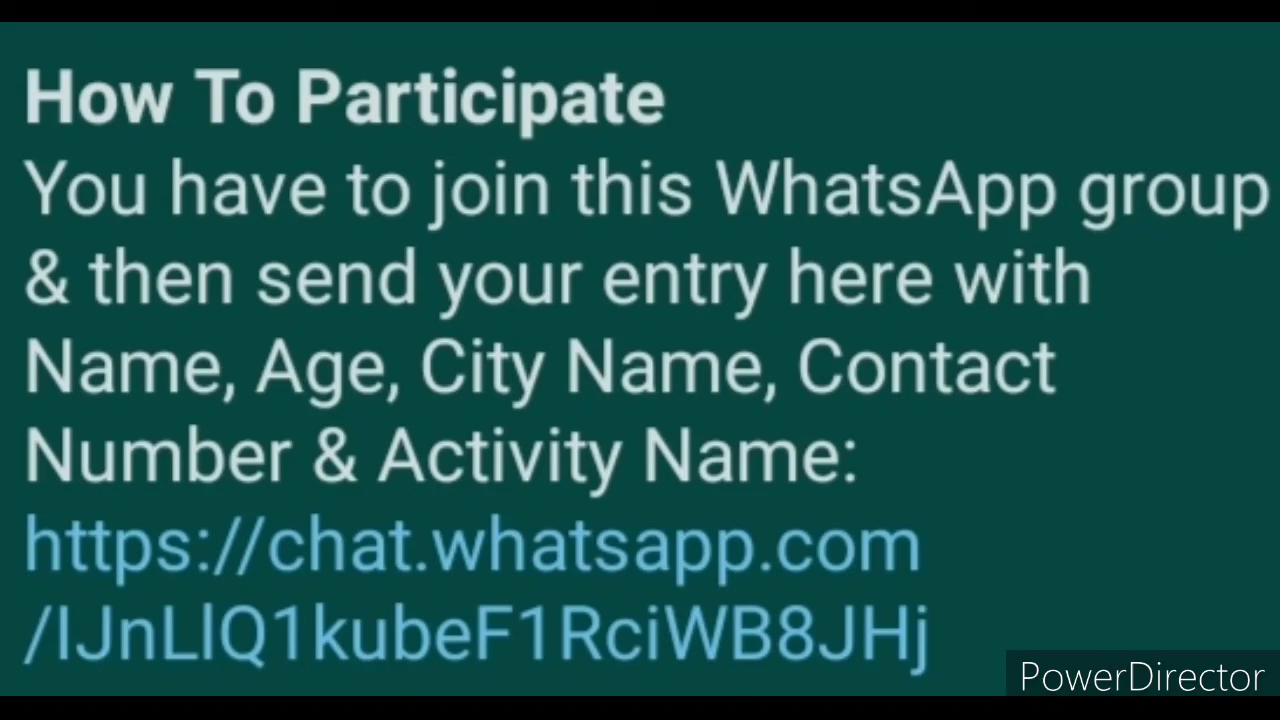 How To Participate
You have to join this WhatsApp group
& then send your entry here with
Name, Age, City Name, Contact
Number & Activity Name:
https://chat.whatsapp.com
/IJnLlQ1kubeF1RciWB8JHj
PowerDirector